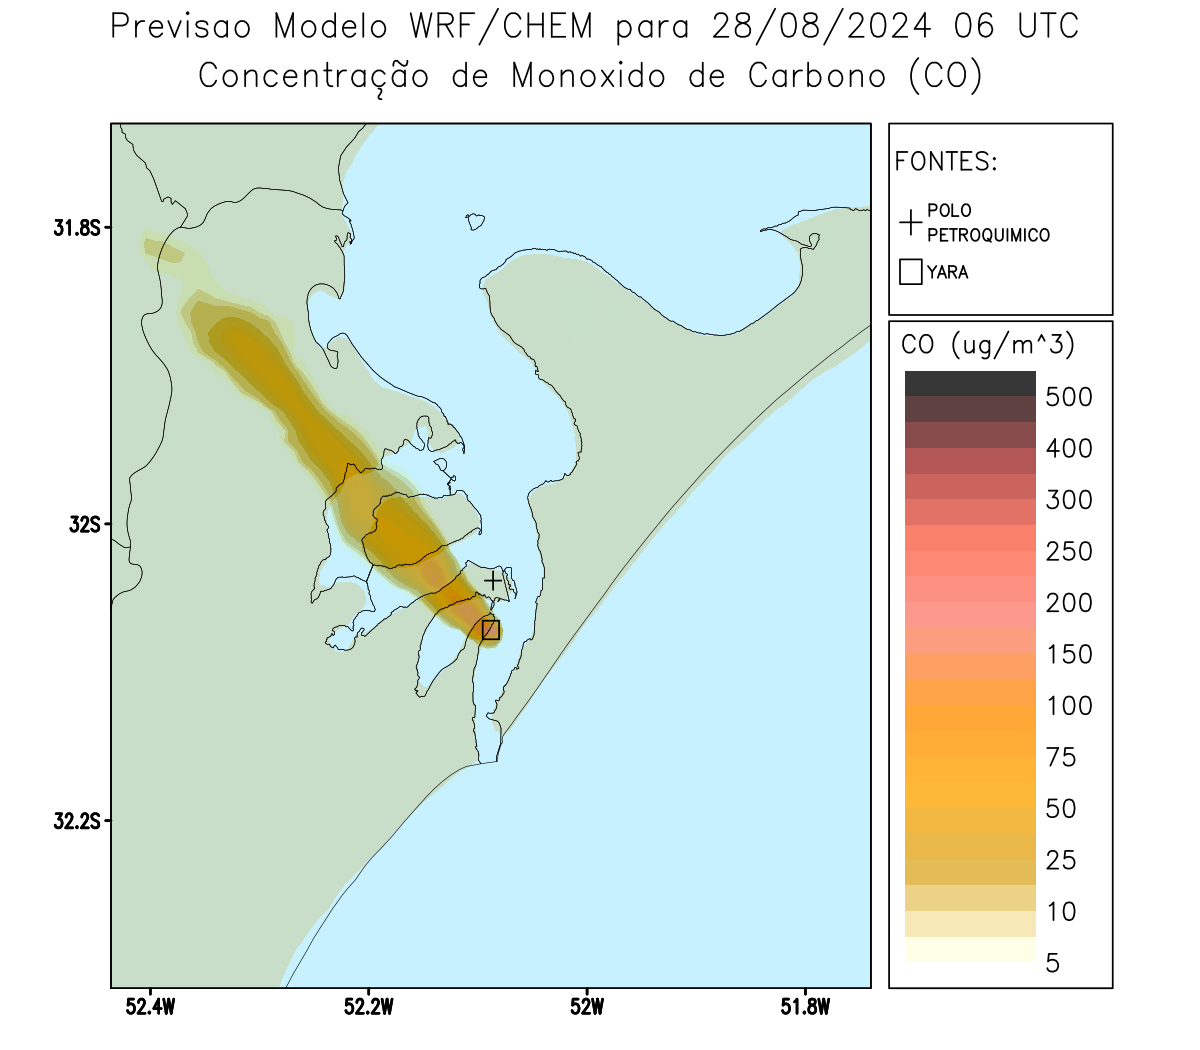 Previsao Modelo WRF/CHEM para 28/08/2024 06 UTC
Concentração de Monoxido de Carbono (CO)
FONTES:
POLO
PETROQUIMICO
YARA
31.8S
32S
32.2S
52.4W
52.2W
52W
51.8W
CO (ug/m^3)
500
400
300
250
200
150
100
75
50
25
10
5